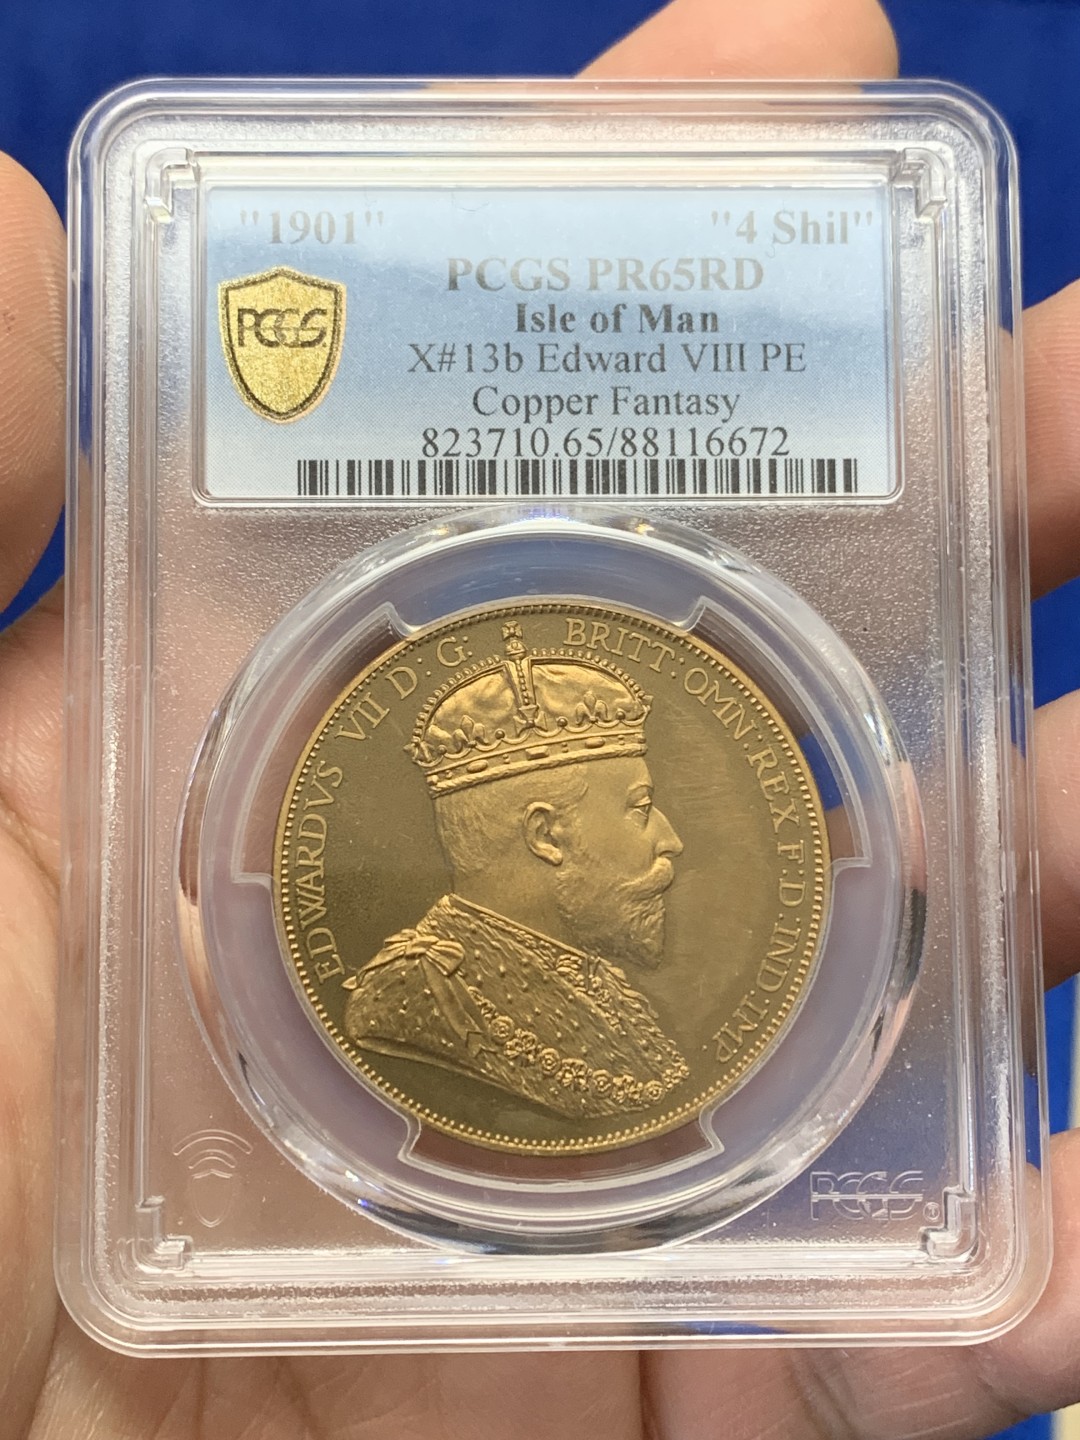 "1901" "4 Shil"
PCGS PR65RD
PCGS
Isle of Man
X#13b Edward VIII PE
Copper Fantasy
823710.65/88116672
EDWARDVS VII D: G: BRITT: OMN: REX F: D: IND: IMP.
PCGS